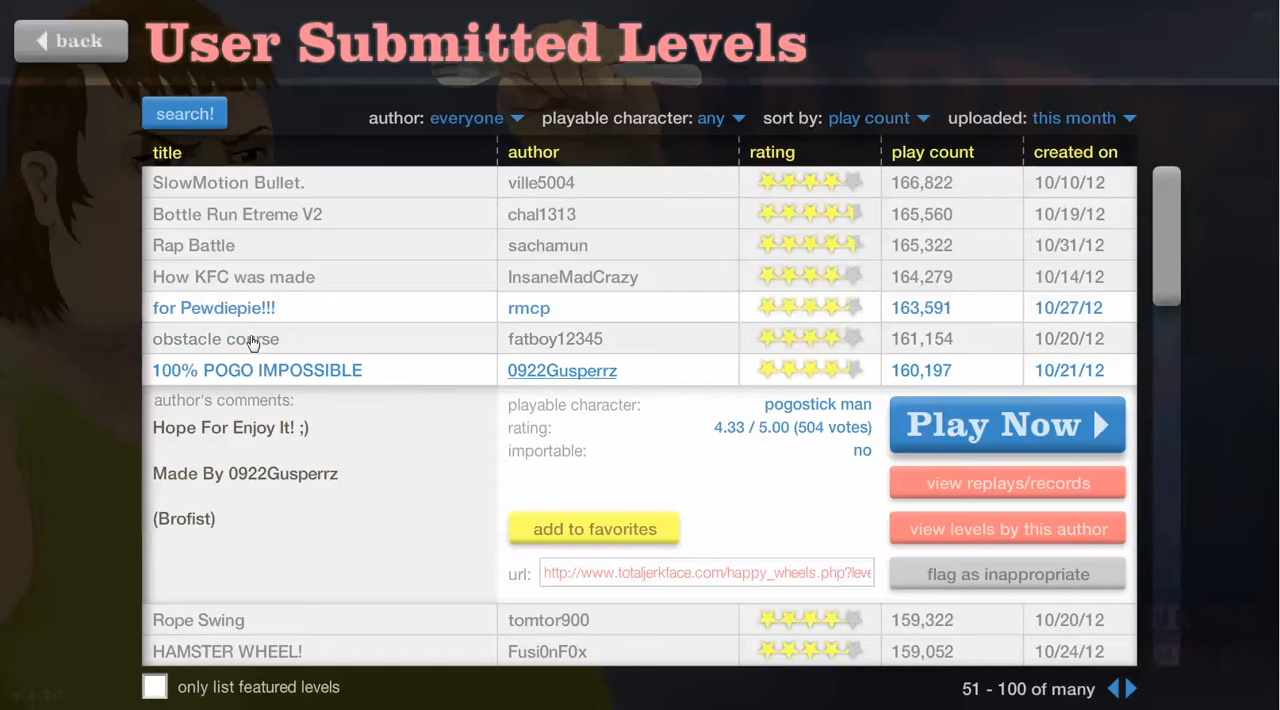 back
User Submitted Levels
search!
author: everyone playable character: any sort by: play count uploaded: this month
title author rating play count created on
SlowMotion Bullet. ville5004 166,822 10/10/12
Bottle Run Etreme V2 chal1313 165,560 10/19/12
Rap Battle sachamun 165,322 10/31/12
How KFC was made InsaneMadCrazy 164,279 10/14/12
for Pewdiepie!!! rmcp 163,591 10/27/12
obstacle course fatboy12345 161,154 10/20/12
100% POGO IMPOSSIBLE 0922Gusperrz 160,197 10/21/12
author's comments:
Hope For Enjoy It! ;)
Made By 0922Gusperrz
(Brofist)
playable character: pogostick man
rating: 4.33 / 5.00 (504 votes)
importable: no
add to favorites
url: http://www.totaljerkface.com/happy_wheels.php?leve
Play Now
view replays/records
view levels by this author
flag as inappropriate
Rope Swing tomtor900 159,322 10/20/12
HAMSTER WHEEL! Fusi0nF0x 159,052 10/24/12
only list featured levels
51 - 100 of many